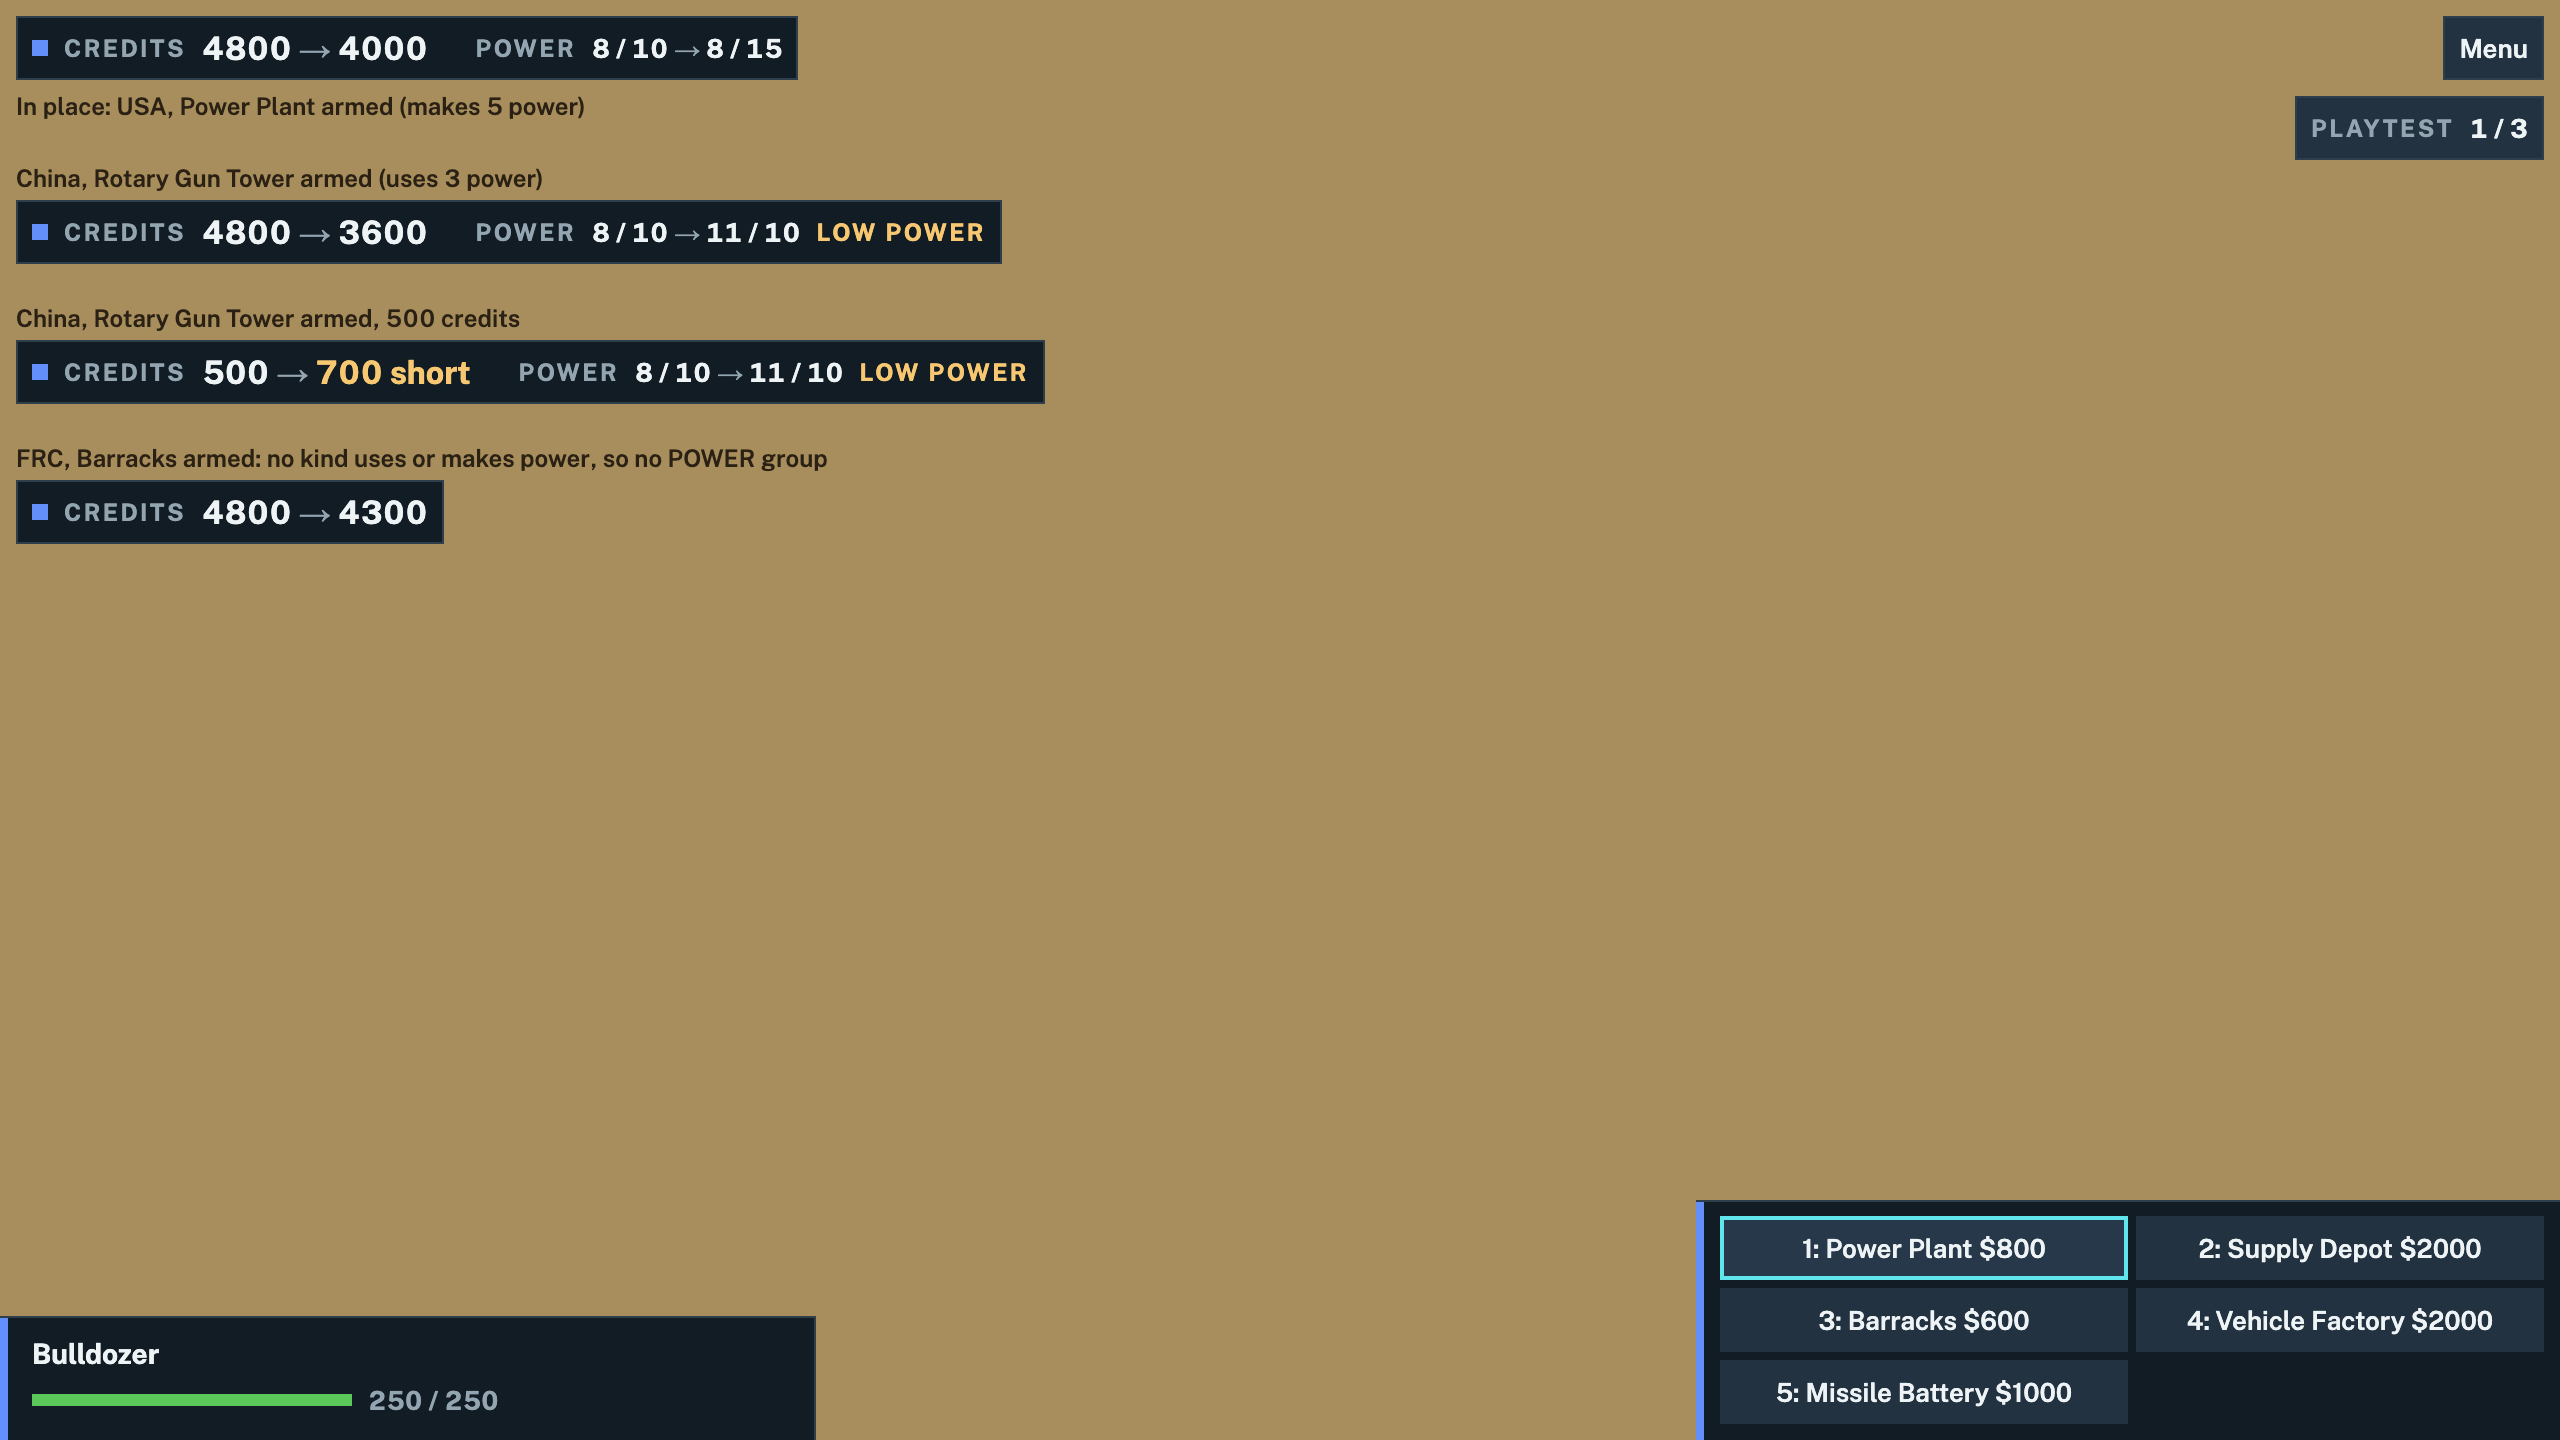 CREDITS 4800 → 4000 POWER 8 / 10 → 8 / 15
Menu
In place: USA, Power Plant armed (makes 5 power)
PLAYTEST 1 / 3
China, Rotary Gun Tower armed (uses 3 power)
CREDITS 4800 → 3600 POWER 8 / 10 → 11 / 10 LOW POWER
China, Rotary Gun Tower armed, 500 credits
CREDITS 500 → 700 short POWER 8 / 10 → 11 / 10 LOW POWER
FRC, Barracks armed: no kind uses or makes power, so no POWER group
CREDITS 4800 → 4300
Bulldozer
250 / 250
1: Power Plant $800
2: Supply Depot $2000
3: Barracks $600
4: Vehicle Factory $2000
5: Missile Battery $1000